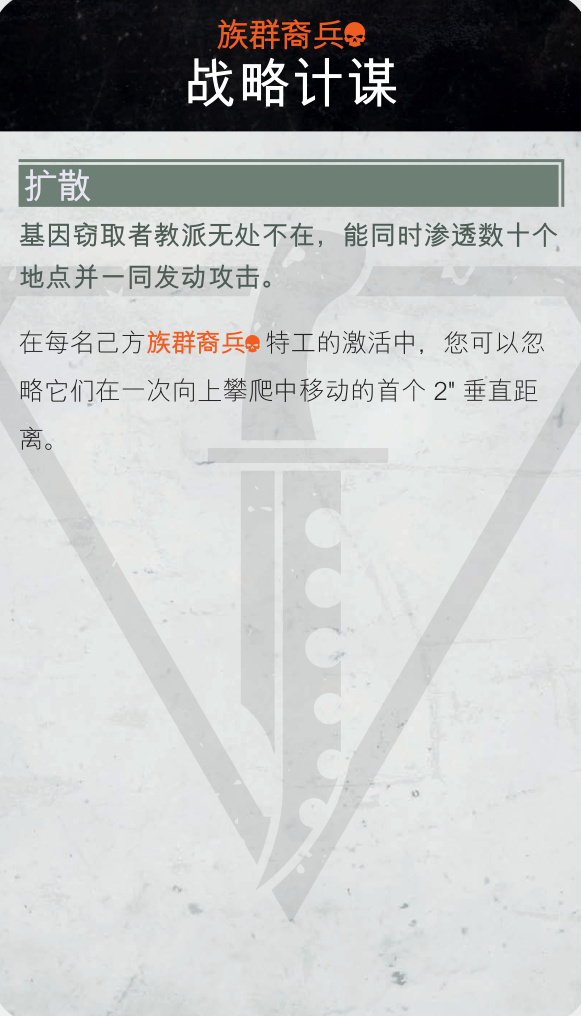 族群裔兵
战略计谋
扩散
基因窃取者教派无处不在，能同时渗透数十个
地点并一同发动攻击。
在每名己方族群裔兵 特工的激活中，您可以忽
略它们在一次向上攀爬中移动的首个 2" 垂直距
离。